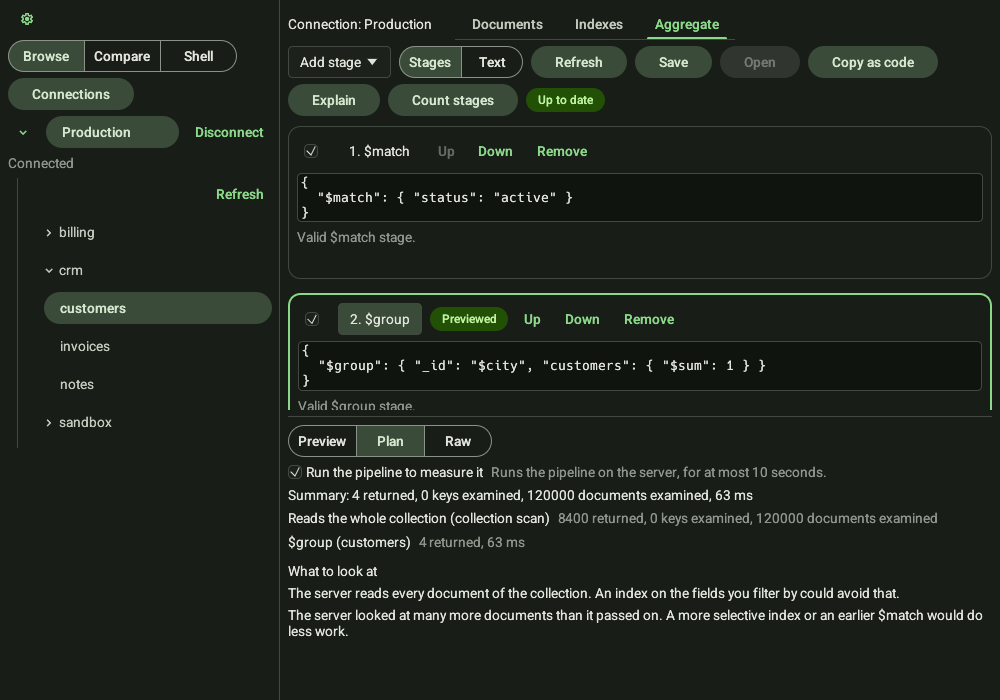 Connection: Production
Documents
Indexes
Aggregate
Browse
Compare
Shell
Add stage
Stages
Text
Refresh
Save
Open
Copy as code
Connections
Explain
Count stages
Up to date
Production
Disconnect
Connected
Refresh
billing
crm
customers
invoices
notes
sandbox
1. $match
Up
Down
Remove
{
"$match": { "status": "active" }
}
Valid $match stage.
2. $group
Previewed
Up
Down
Remove
{
"$group": { "_id": "$city", "customers": { "$sum": 1 } }
}
Valid $group stage.
Preview
Plan
Raw
Run the pipeline to measure it Runs the pipeline on the server, for at most 10 seconds.
Summary: 4 returned, 0 keys examined, 120000 documents examined, 63 ms
Reads the whole collection (collection scan) 8400 returned, 0 keys examined, 120000 documents examined
$group (customers) 4 returned, 63 ms
What to look at
The server reads every document of the collection. An index on the fields you filter by could avoid that.
The server looked at many more documents than it passed on. A more selective index or an earlier $match would do
less work.